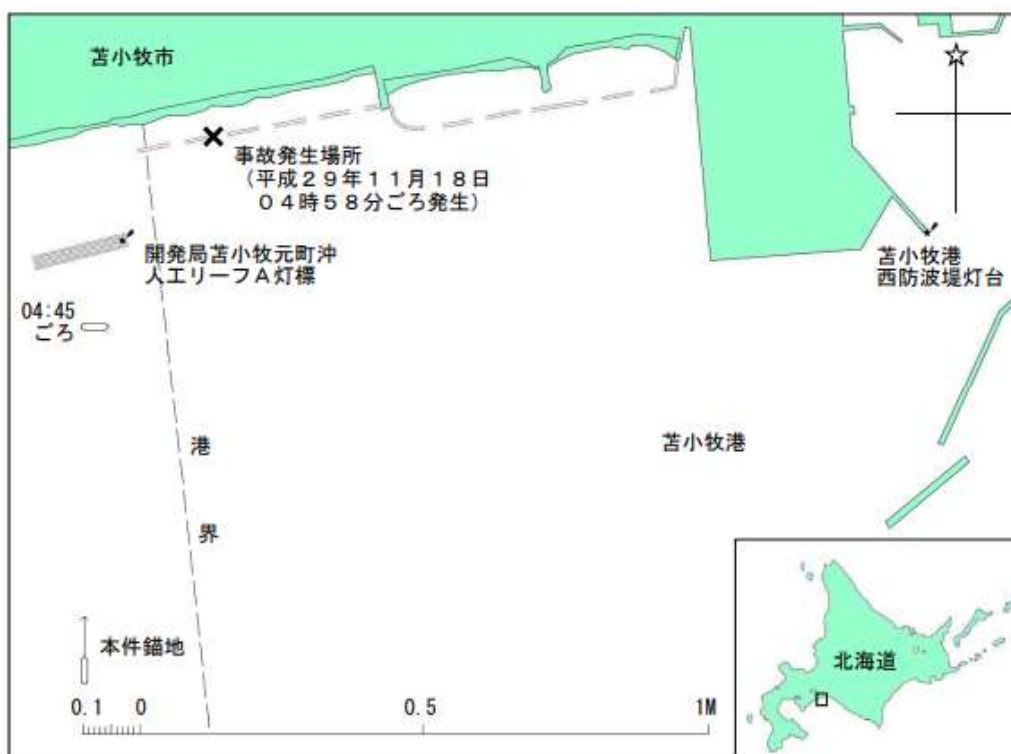 苫小牧市
事故発生場所
（平成２９年１１月１８日
０４時５８分ごろ発生）
開発局苫小牧元町沖
人工リーフＡ灯標
苫小牧港
西防波堤灯台
04:45
ごろ
港
界
苫小牧港
本件錨地
北海道
0.1 0 0.5 1M